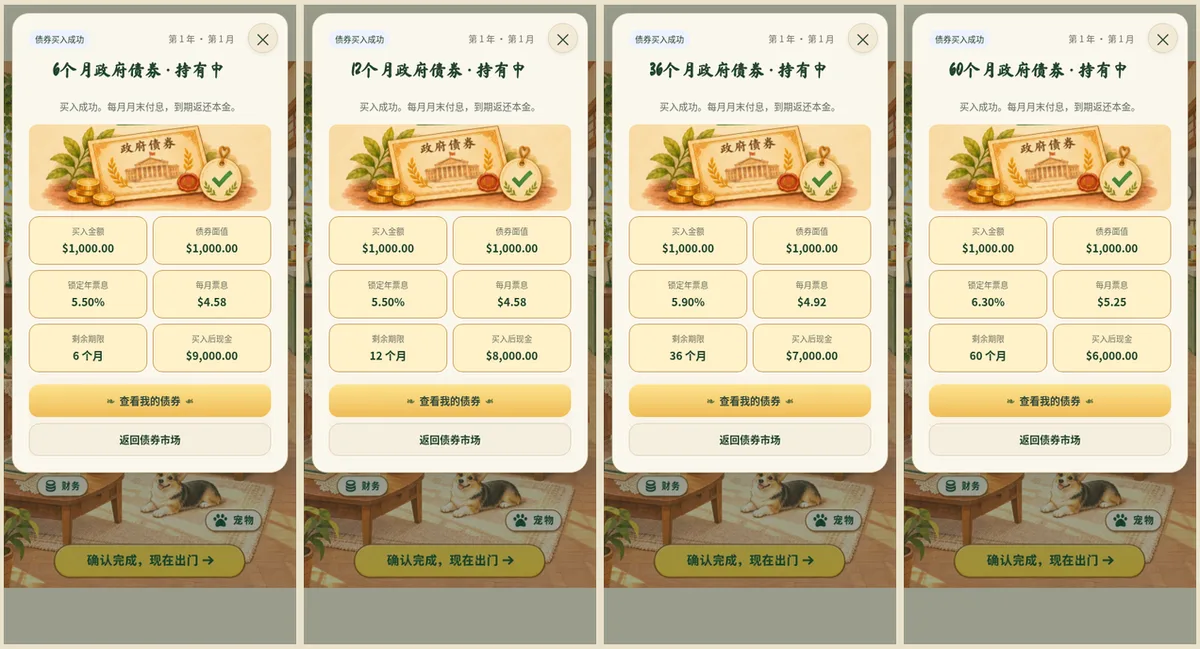 债券买入成功
第1年·第1月
6个月政府债券·持有中
买入成功。每月月末付息，到期返还本金。
政府债券
买入金额
$1,000.00
债券面值
$1,000.00
锁定年票息
5.50%
每月票息
$4.58
剩余期限
6 个月
买入后现金
$9,000.00
查看我的债券
返回债券市场
财务
宠物
确认完成，现在出门→
债券买入成功
第1年·第1月
12个月政府债券·持有中
买入成功。每月月末付息，到期返还本金。
政府债券
买入金额
$1,000.00
债券面值
$1,000.00
锁定年票息
5.50%
每月票息
$4.58
剩余期限
12 个月
买入后现金
$8,000.00
查看我的债券
返回债券市场
财务
宠物
确认完成，现在出门→
债券买入成功
第1年·第1月
36个月政府债券·持有中
买入成功。每月月末付息，到期返还本金。
政府债券
买入金额
$1,000.00
债券面值
$1,000.00
锁定年票息
5.90%
每月票息
$4.92
剩余期限
36 个月
买入后现金
$7,000.00
查看我的债券
返回债券市场
财务
宠物
确认完成，现在出门→
债券买入成功
第1年·第1月
60个月政府债券·持有中
买入成功。每月月末付息，到期返还本金。
政府债券
买入金额
$1,000.00
债券面值
$1,000.00
锁定年票息
6.30%
每月票息
$5.25
剩余期限
60 个月
买入后现金
$6,000.00
查看我的债券
返回债券市场
财务
宠物
确认完成，现在出门→